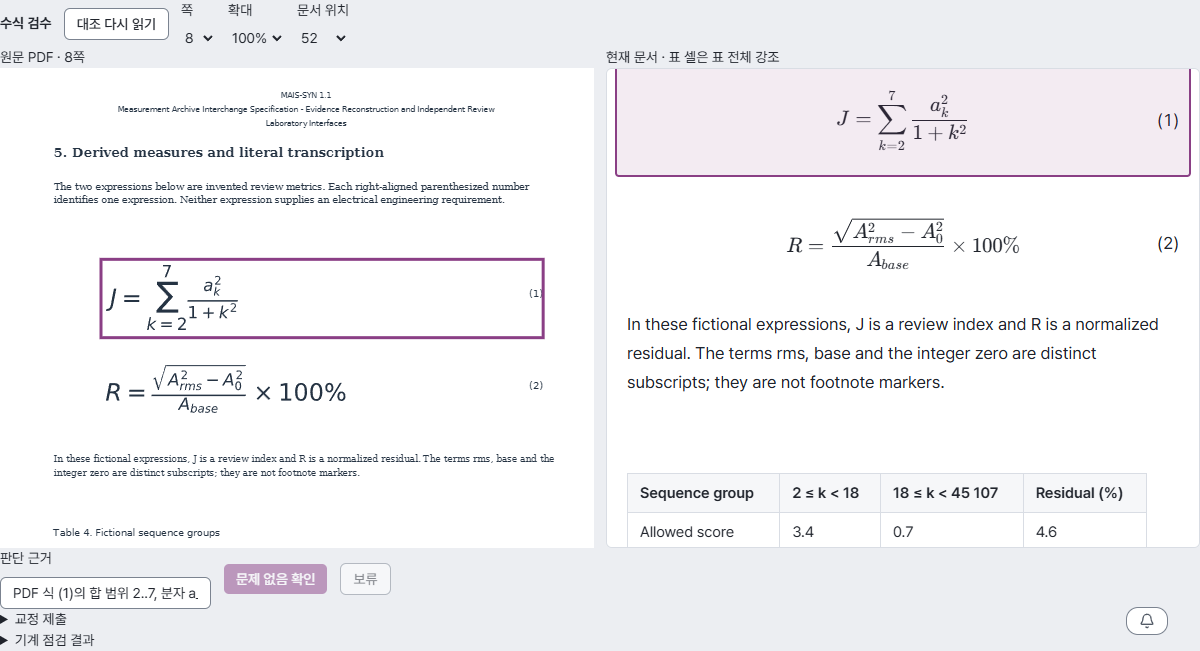 수식 검수
대조 다시 읽기
쪽
8
확대
100%
문서 위치
52
원문 PDF · 8쪽
MAIS-SYN 1.1
Measurement Archive Interchange Specification - Evidence Reconstruction and Independent Review
Laboratory Interfaces
5. Derived measures and literal transcription
The two expressions below are invented review metrics. Each right-aligned parenthesized number
identifies one expression. Neither expression supplies an electrical engineering requirement.
J = ∑_{k=2}^{7} a_k^2 / (1 + k^2) (1)
R = √(A_{rms}^2 − A_0^2) / A_{base} × 100% (2)
In these fictional expressions, J is a review index and R is a normalized residual. The terms rms, base and the
integer zero are distinct subscripts; they are not footnote markers.
Table 4. Fictional sequence groups
현재 문서 · 표 셀은 표 전체 강조
J = ∑_{k=2}^{7} a_k^2 / (1 + k^2) (1)
R = √(A_{rms}^2 − A_0^2) / A_{base} × 100% (2)
In these fictional expressions, J is a review index and R is a normalized
residual. The terms rms, base and the integer zero are distinct
subscripts; they are not footnote markers.
Sequence group 2 ≤ k < 18 18 ≤ k < 45 107 Residual (%)
Allowed score 3.4 0.7 4.6
판단 근거
PDF 식 (1)의 합 범위 2..7, 분자 a_
문제 없음 확인
보류
▶ 교정 제출
▶ 기계 점검 결과